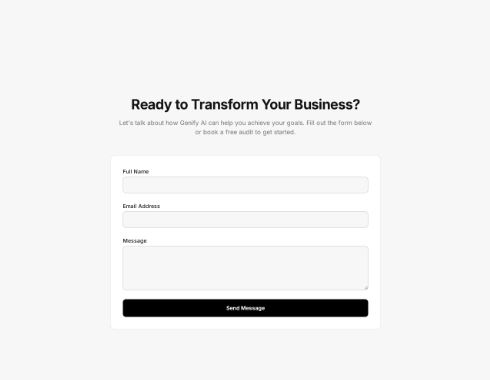 Ready to Transform Your Business?
Let's talk about how Genify AI can help you achieve your goals. Fill out the form below
or book a free audit to get started.
Full Name
Email Address
Message
Send Message